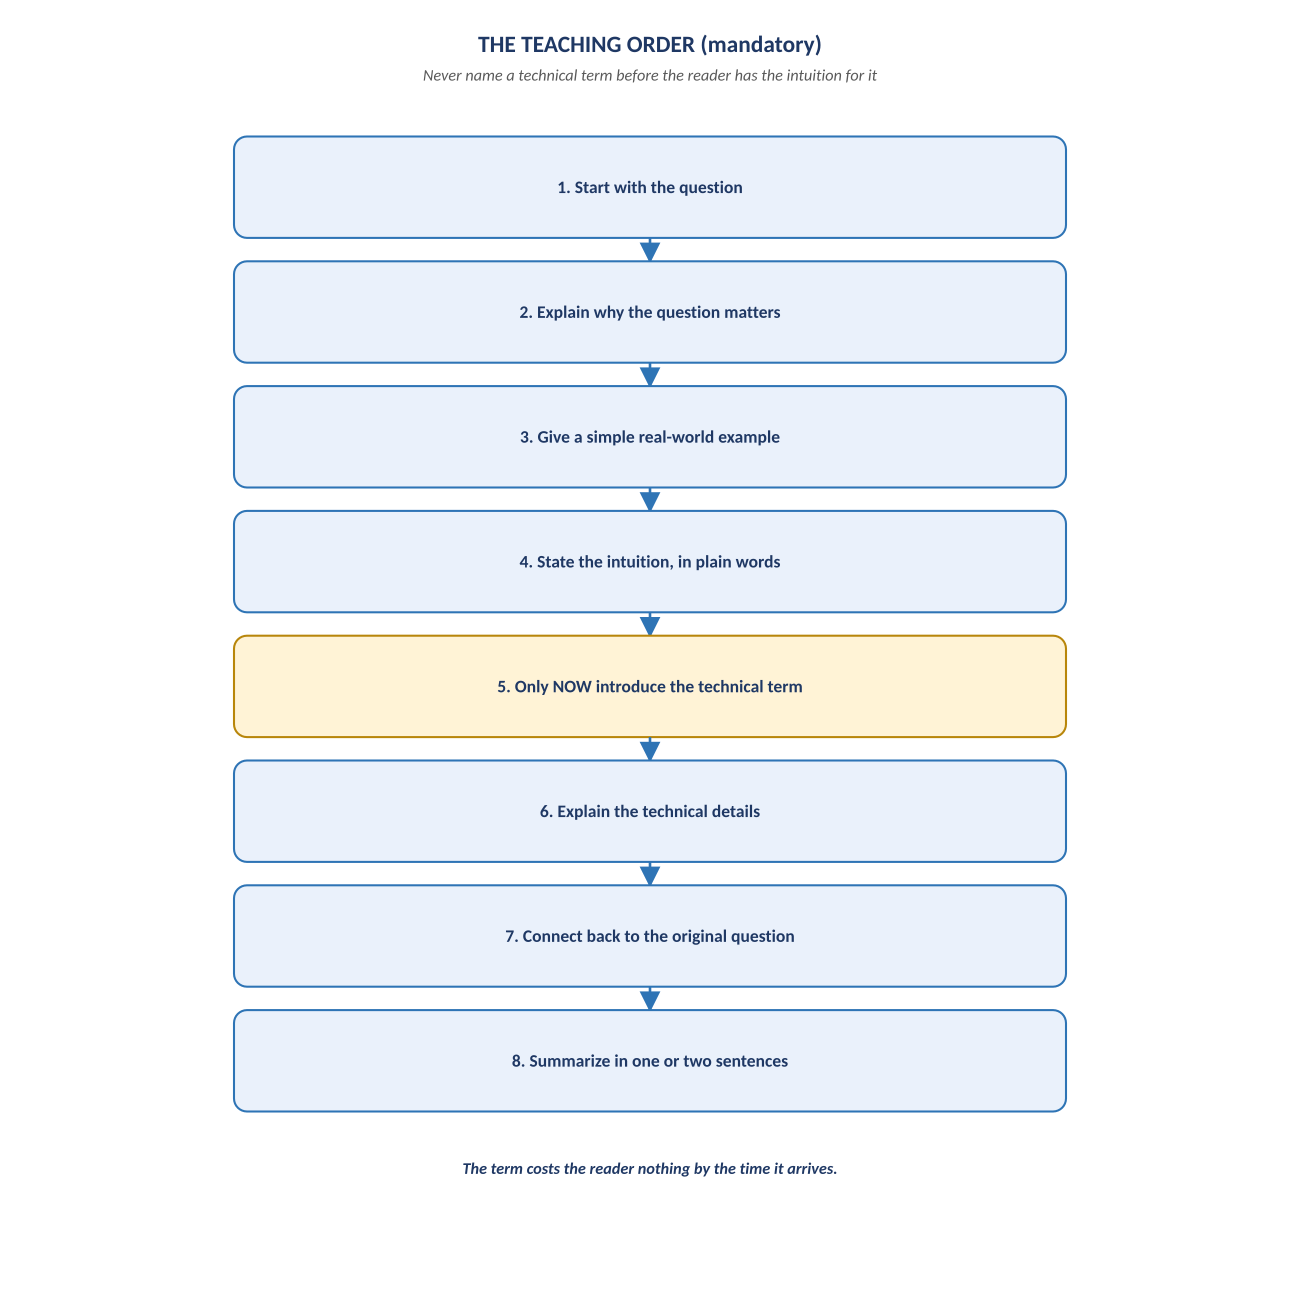 THE TEACHING ORDER (mandatory)
Never name a technical term before the reader has the intuition for it
1. Start with the question
2. Explain why the question matters
3. Give a simple real-world example
4. State the intuition, in plain words
5. Only NOW introduce the technical term
6. Explain the technical details
7. Connect back to the original question
8. Summarize in one or two sentences
The term costs the reader nothing by the time it arrives.